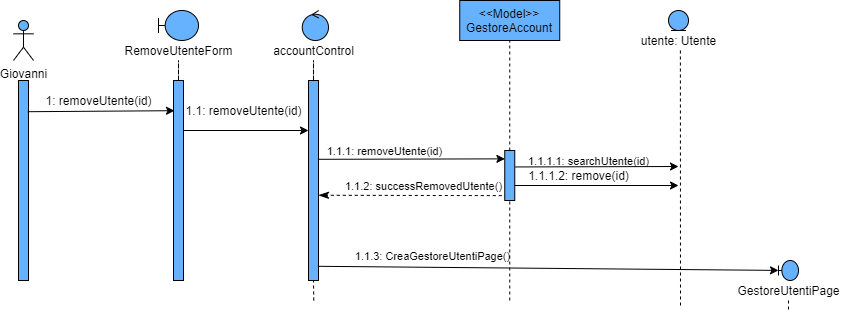 <<Model>>
GestoreAccount
utente: Utente
RemoveUtenteForm
accountControl
Giovanni
1: removeUtente(id)
1.1: removeUtente(id)
1.1.1: removeUtente(id)
1.1.1.1: searchUtente(id)
1.1.1.2: remove(id)
1.1.2: successRemovedUtente()
1.1.3: CreaGestoreUtentiPage()
GestoreUtentiPage